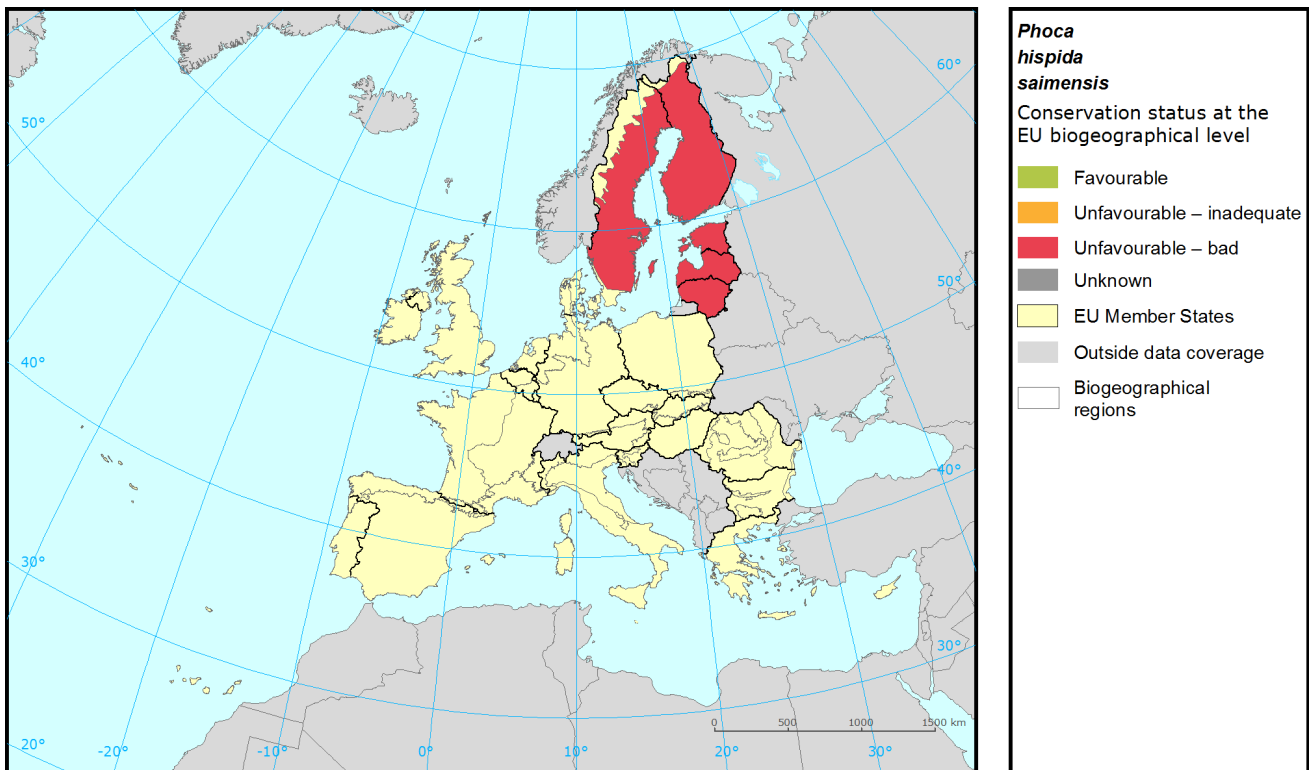 Phoca
hispida
saimensis
Conservation status at the
EU biogeographical level
Favourable
Unfavourable – inadequate
Unfavourable – bad
Unknown
EU Member States
Outside data coverage
Biogeographical
regions
60°
50°
50°
40°
40°
30°
30°
0 500 1000 1500 km
20° -20° -10° 0° 10° 20° 30°